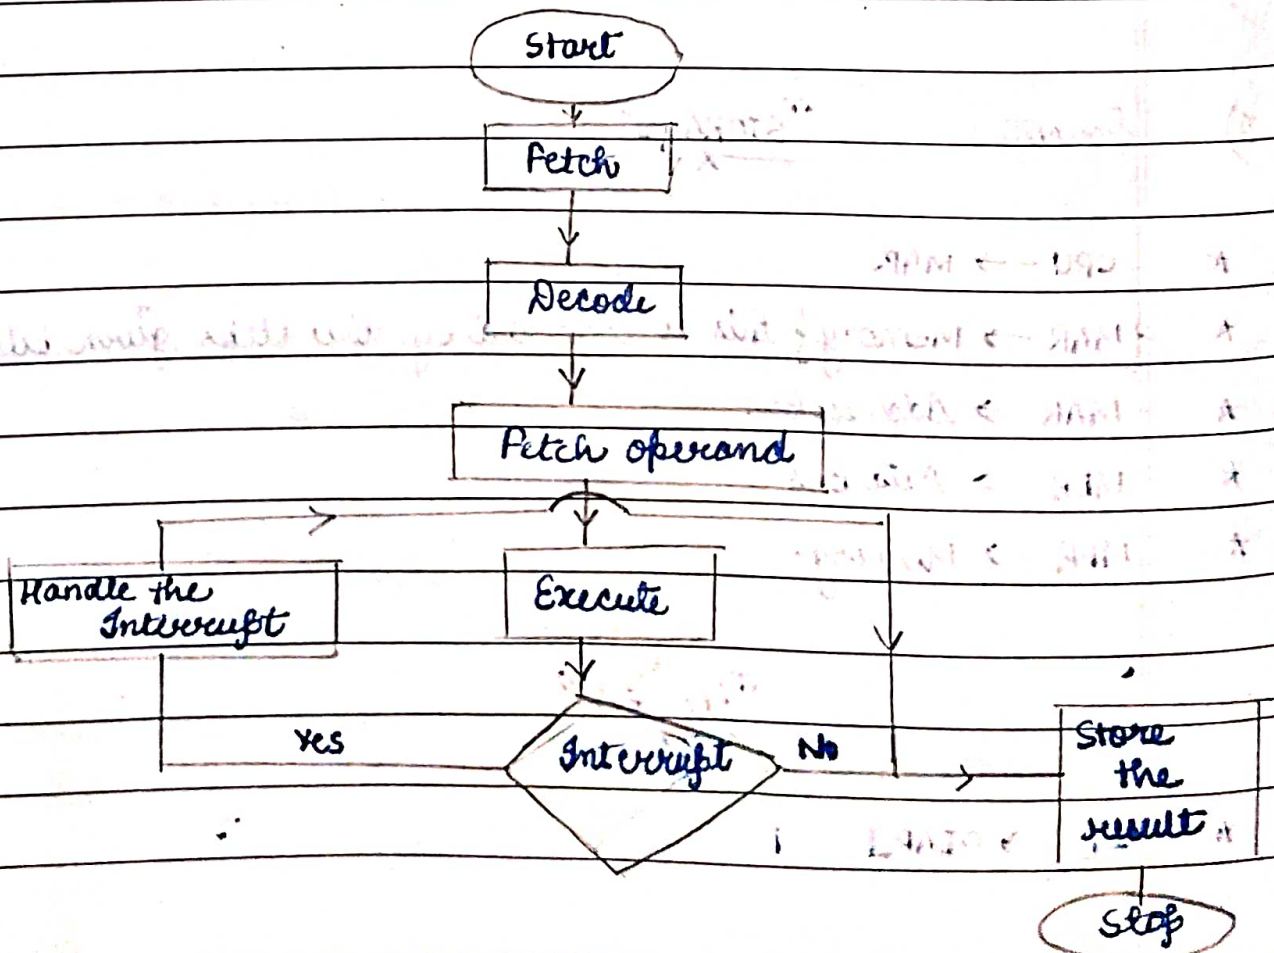 Start
Fetch
Decode
Fetch operand
Handle the
Interrupt
Execute
Yes
Interrupt
No
Store
the
result
Stop